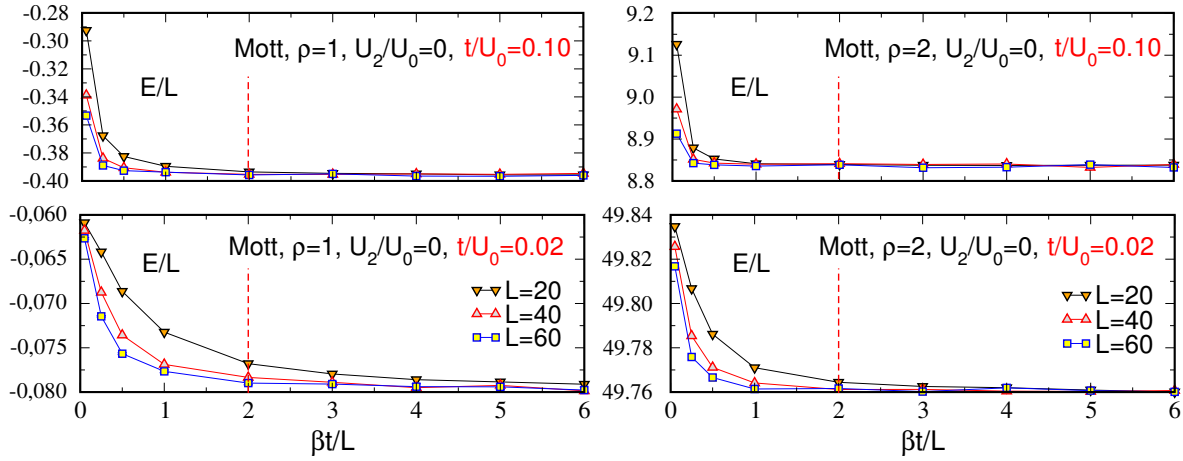 -0.28
-0.30
-0.32
-0.34
-0.36
-0.38
-0.40
Mott, ρ=1, U₂/U₀=0, t/U₀=0.10
E/L
9.2
9.1
9.0
8.9
8.8
Mott, ρ=2, U₂/U₀=0, t/U₀=0.10
E/L
-0,060
-0,065
-0,070
-0,075
-0,080
Mott, ρ=1, U₂/U₀=0, t/U₀=0.02
E/L
L=20
L=40
L=60
0 1 2 3 4 5 6
βt/L
49.84
49.82
49.80
49.78
49.76
Mott, ρ=2, U₂/U₀=0, t/U₀=0.02
E/L
L=20
L=40
L=60
0 1 2 3 4 5 6
βt/L